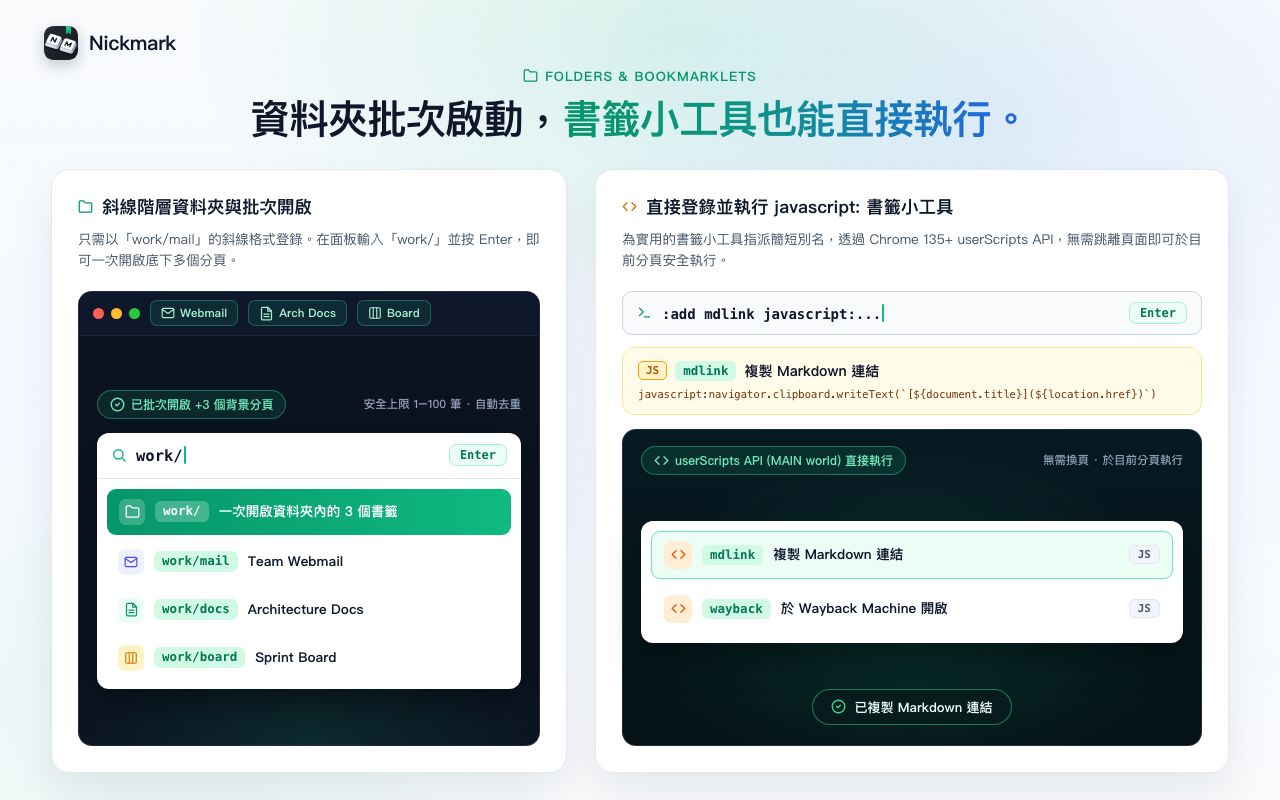 N M
Nickmark
FOLDERS & BOOKMARKLETS
資料夾批次啟動，書籤小工具也能直接執行。
斜線階層資料夾與批次開啟
只需以「work/mail」的斜線格式登錄。在面板輸入「work/」並按 Enter，即
可一次開啟底下多個分頁。
Webmail
Arch Docs
Board
已批次開啟 +3 個背景分頁
安全上限 1–100 筆 · 自動去重
work/
Enter
work/ 一次開啟資料夾內的 3 個書籤
work/mail Team Webmail
work/docs Architecture Docs
work/board Sprint Board
直接登錄並執行 javascript: 書籤小工具
為實用的書籤小工具指派簡短別名，透過 Chrome 135+ userScripts API，無需跳離頁面即可於目
前分頁安全執行。
:add mdlink javascript:...
Enter
JS mdlink 複製 Markdown 連結
javascript:navigator.clipboard.writeText(`[${document.title}](${location.href})`)
userScripts API (MAIN world) 直接執行
無需換頁 · 於目前分頁執行
mdlink 複製 Markdown 連結 JS
wayback 於 Wayback Machine 開啟 JS
已複製 Markdown 連結